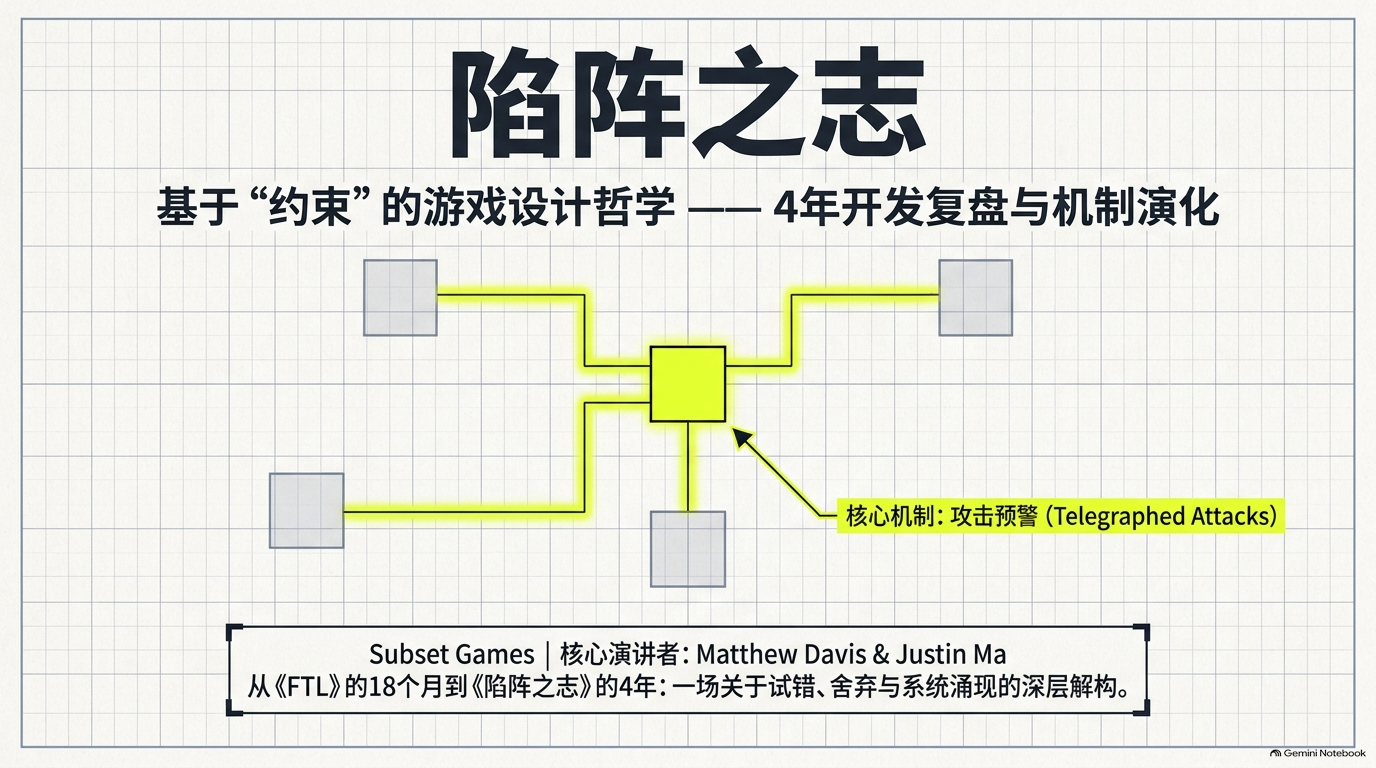 陷阵之志
基于“约束”的游戏设计哲学 —— 4年开发复盘与机制演化
核心机制：攻击预警（Telegraphed Attacks）
Subset Games | 核心演讲者：Matthew Davis & Justin Ma
从《FTL》的18个月到《陷阵之志》的4年：一场关于试错、舍弃与系统涌现的深层解构。
Gemini Notebook